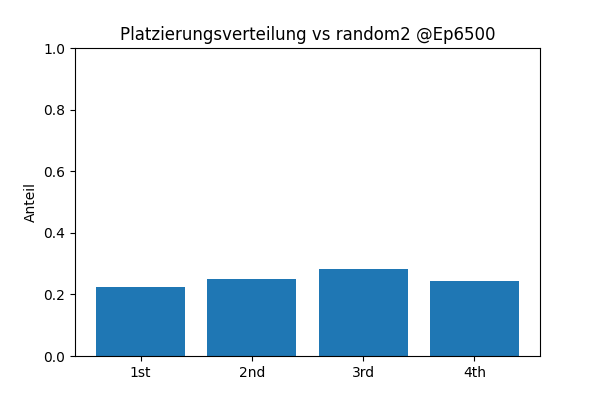 Platzierungsverteilung vs random2 @Ep6500
1.0
0.8
0.6
0.4
0.2
0.0
Anteil
1st
2nd
3rd
4th